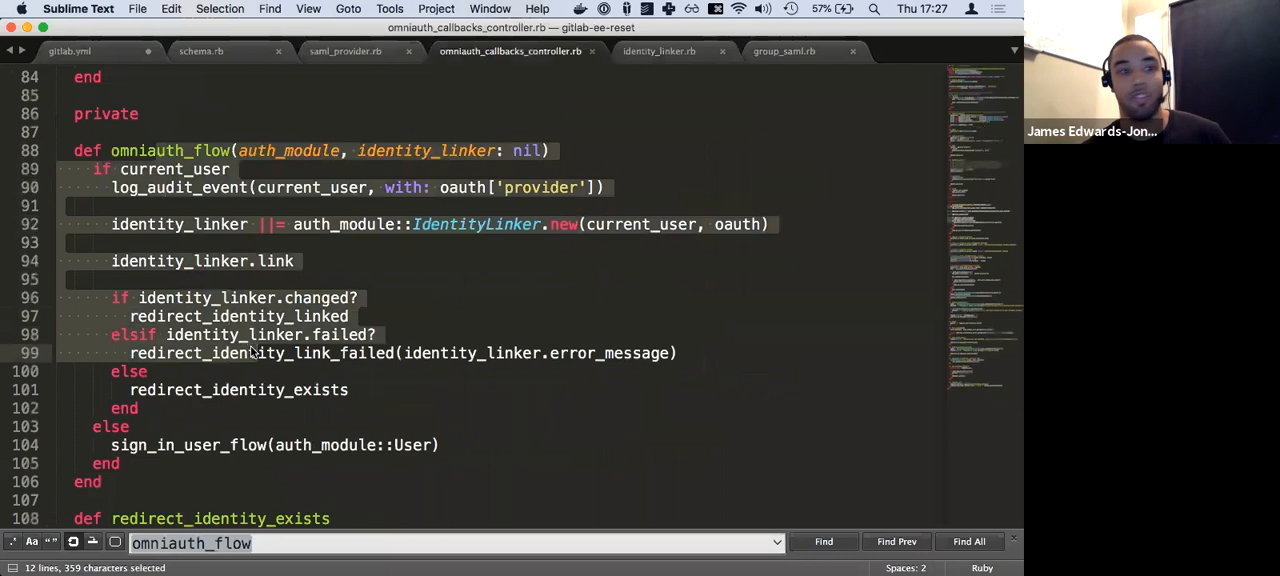 Sublime Text File Edit Selection Find View Goto Tools Project Window Help 57% Thu 17:27
omniauth_callbacks_controller.rb — gitlab-ee-reset
gitlab.yml schema.rb saml_provider.rb omniauth_callbacks_controller.rb identity_linker.rb group_saml.rb
84 end
85
86 private
87
88 def omniauth_flow(auth_module, identity_linker: nil)
89 if current_user
90 log_audit_event(current_user, with: oauth['provider'])
91
92 identity_linker ||= auth_module::IdentityLinker.new(current_user, oauth)
93
94 identity_linker.link
95
96 if identity_linker.changed?
97 redirect_identity_linked
98 elsif identity_linker.failed?
99 redirect_identity_link_failed(identity_linker.error_message)
100 else
101 redirect_identity_exists
102 end
103 else
104 sign_in_user_flow(auth_module::User)
105 end
106 end
107
108 def redirect_identity_exists
.* Aa “” omniauth_flow Find Find Prev Find All
12 lines, 359 characters selected Spaces: 2 Ruby
James Edwards-Jon...